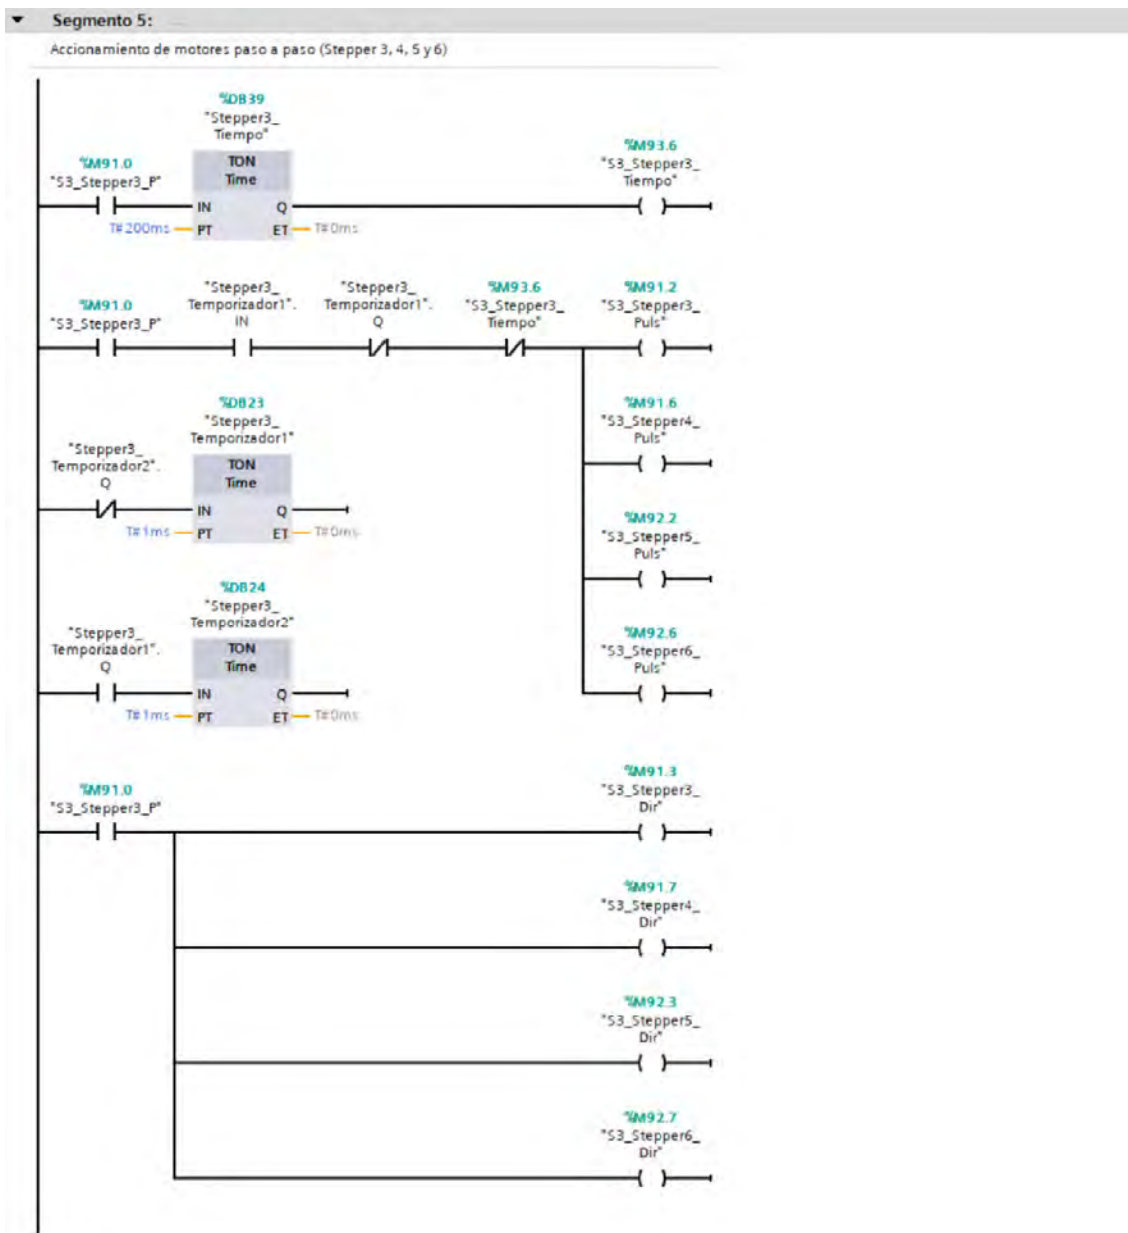 Segmento 5:
Accionamiento de motores paso a paso (Stepper 3, 4, 5 y 6)
%DB39
"Stepper3_
Tiempo"
%M91.0
"S3_Stepper3_P"
TON
Time
IN
Q
T#200ms
PT
ET
T#0ms
%M93.6
"S3_Stepper3_
Tiempo"
%M91.0
"S3_Stepper3_P"
"Stepper3_
Temporizador1".
IN
"Stepper3_
Temporizador1".
Q
%M93.6
"S3_Stepper3_
Tiempo"
%M91.2
"S3_Stepper3_
Puls"
%M91.6
"S3_Stepper4_
Puls"
%M92.2
"S3_Stepper5_
Puls"
%M92.6
"S3_Stepper6_
Puls"
%DB23
"Stepper3_
Temporizador1"
"Stepper3_
Temporizador2".
Q
TON
Time
IN
Q
T#1ms
PT
ET
T#0ms
%DB24
"Stepper3_
Temporizador2"
"Stepper3_
Temporizador1".
Q
TON
Time
IN
Q
T#1ms
PT
ET
T#0ms
%M91.0
"S3_Stepper3_P"
%M91.3
"S3_Stepper3_
Dir"
%M91.7
"S3_Stepper4_
Dir"
%M92.3
"S3_Stepper5_
Dir"
%M92.7
"S3_Stepper6_
Dir"